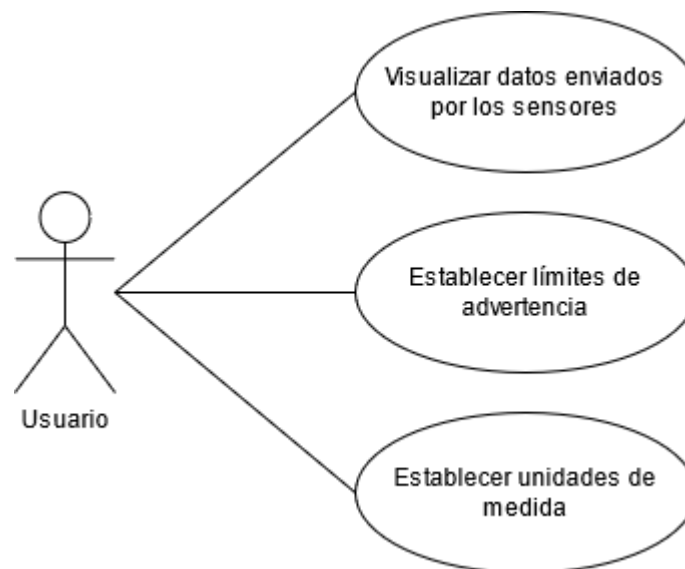 Visualizar datos enviados
por los sensores
Establecer límites de
advertencia
Usuario
Establecer unidades de
medida